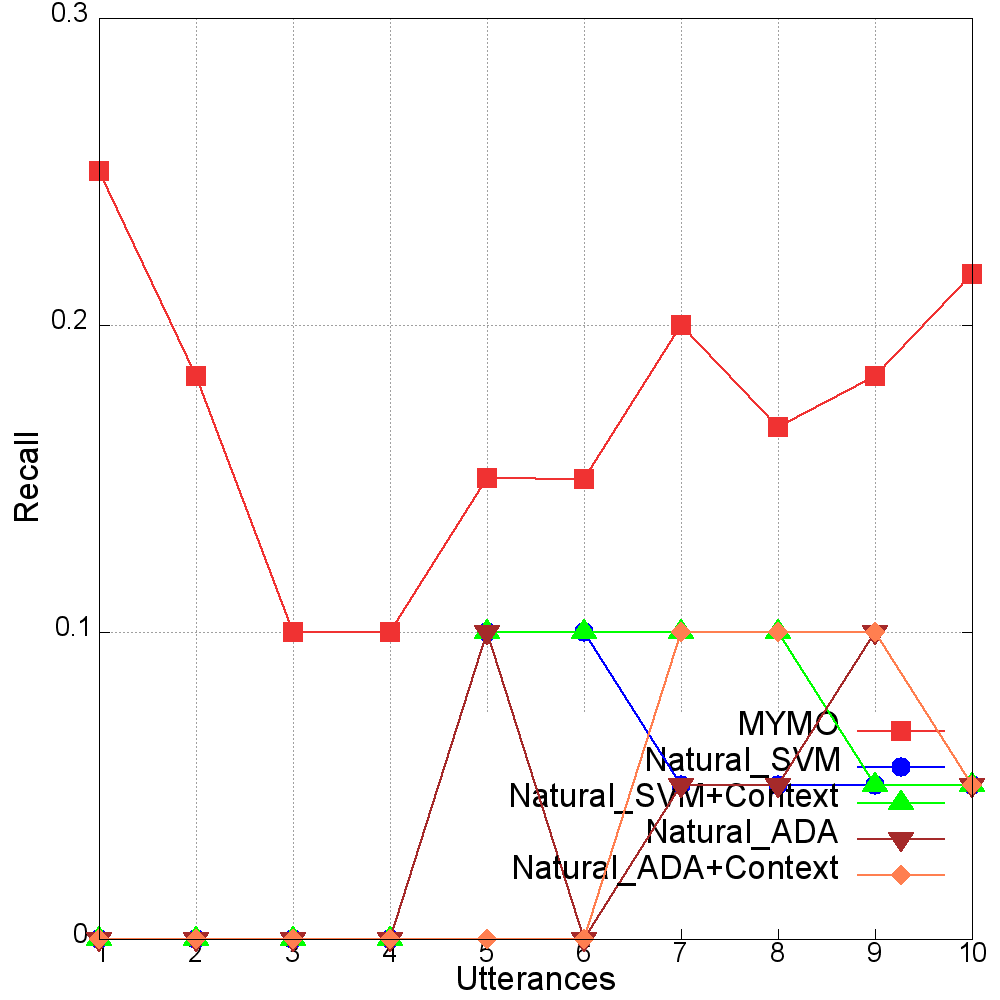 0.3
0.2
0.1
0
Recall
MYMO
Natural_SVM
Natural_SVM+Context
Natural_ADA
Natural_ADA+Context
1 2 3 4 5 6 7 8 9 10
Utterances